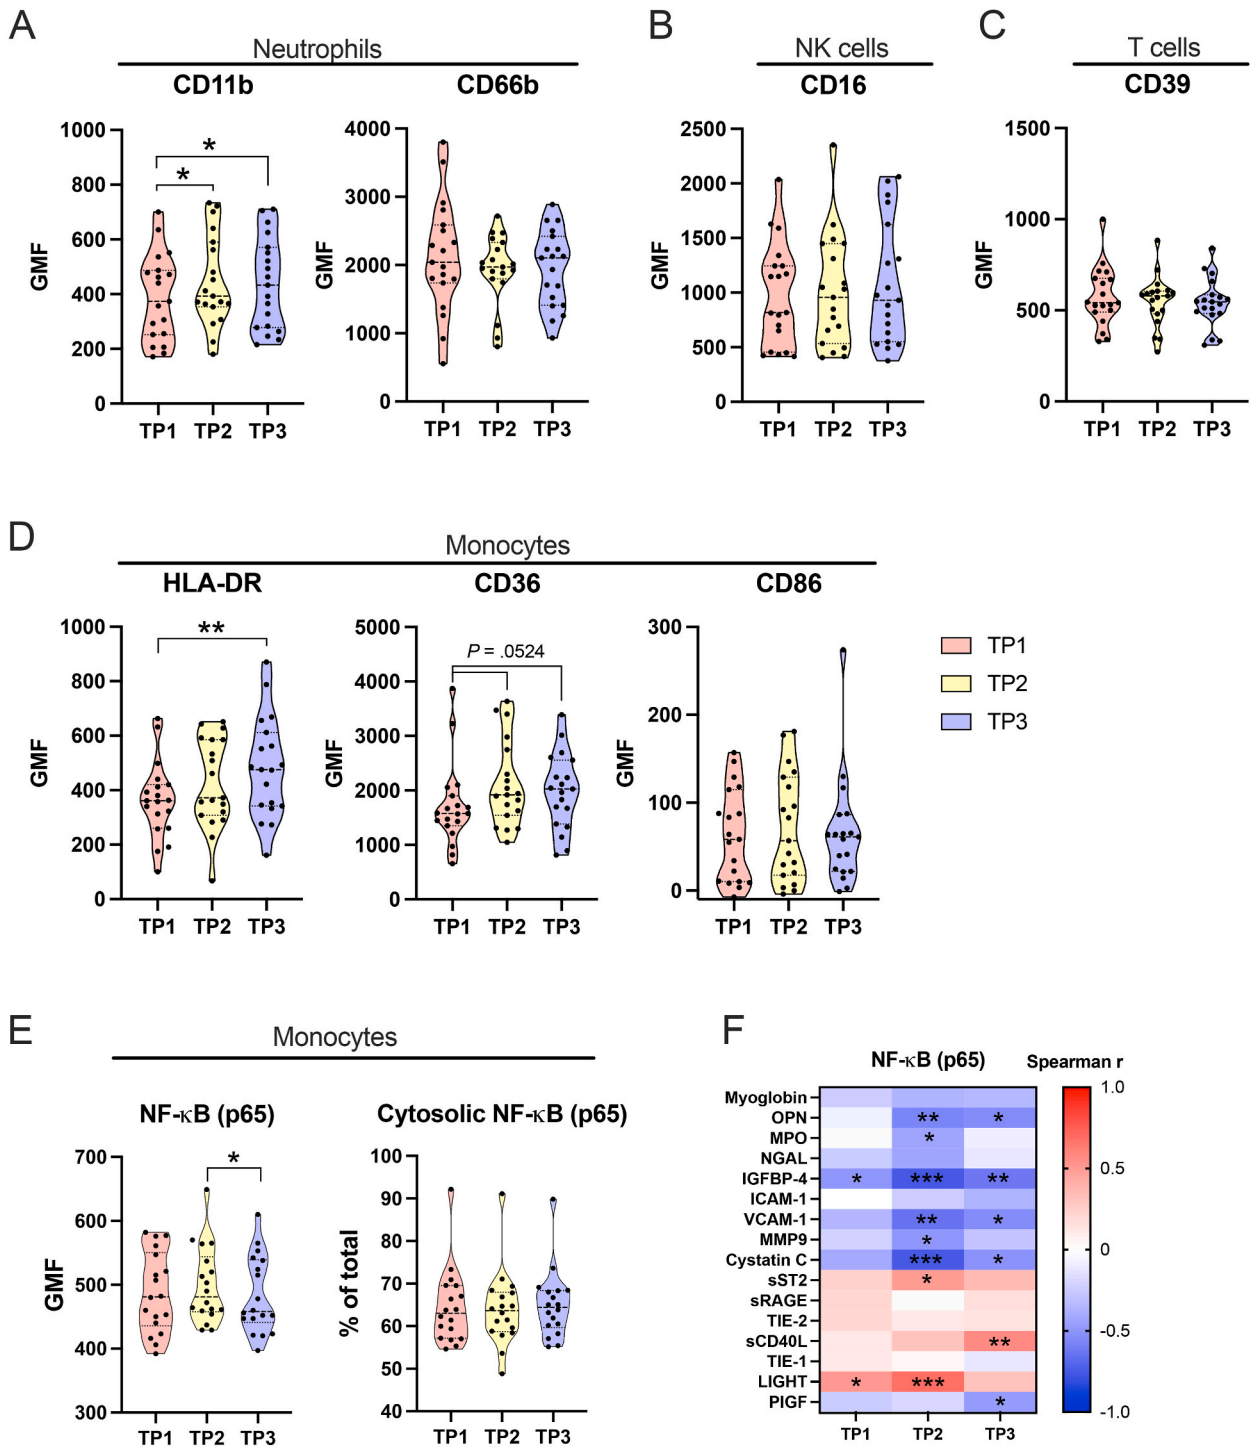 A
B
C
Neutrophils
NK cells
T cells
CD11b
CD66b
CD16
CD39
GMF
1000
800
600
400
200
0
*
*
TP1
TP2
TP3
GMF
4000
3000
2000
1000
0
TP1
TP2
TP3
GMF
2500
2000
1500
1000
500
0
TP1
TP2
TP3
GMF
1500
1000
500
0
TP1
TP2
TP3
D
Monocytes
HLA-DR
CD36
CD86
GMF
1000
800
600
400
200
0
**
TP1
TP2
TP3
GMF
5000
4000
3000
2000
1000
0
P = .0524
TP1
TP2
TP3
GMF
300
200
100
0
TP1
TP2
TP3
TP1
TP2
TP3
E
Monocytes
NF-κB (p65)
Cytosolic NF-κB (p65)
GMF
700
600
500
400
300
*
TP1
TP2
TP3
% of total
100
90
80
70
60
50
40
TP1
TP2
TP3
F
NF-κB (p65)
Spearman r
Myoglobin
OPN ** *
MPO *
NGAL
IGFBP-4 * *** **
ICAM-1
VCAM-1 ** *
MMP9 *
Cystatin C *** *
sST2 *
sRAGE
TIE-2
sCD40L **
TIE-1
LIGHT * ***
PIGF *
TP1
TP2
TP3
1.0
0.5
0
-0.5
-1.0